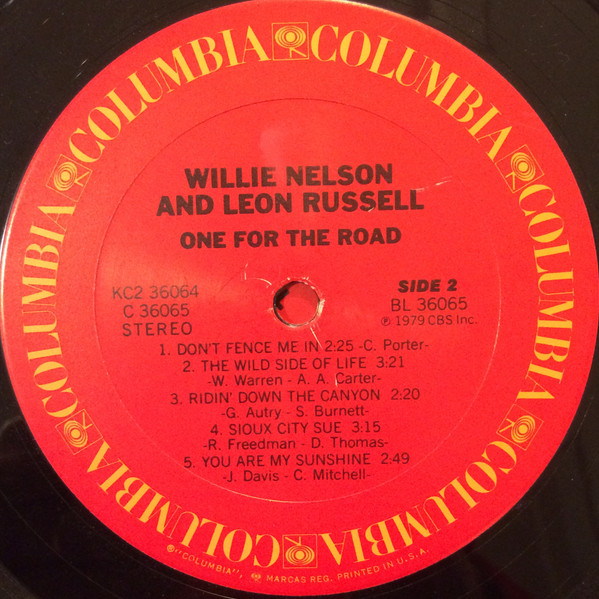 COLUMBIA COLUMBIA COLUMBIA COLUMBIA COLUMBIA COLUMBIA COLUMBIA
WILLIE NELSON
AND LEON RUSSELL
ONE FOR THE ROAD
KC2 36064
C 36065
STEREO
SIDE 2
BL 36065
℗ 1979 CBS Inc.
1. DON'T FENCE ME IN 2:25 -C. Porter-
2. THE WILD SIDE OF LIFE 3:21
-W. Warren - A. A. Carter-
3. RIDIN' DOWN THE CANYON 2:20
-G. Autry - S. Burnett-
4. SIOUX CITY SUE 3:15
-R. Freedman - D. Thomas-
5. YOU ARE MY SUNSHINE 2:49
-J. Davis - C. Mitchell-
®"COLUMBIA", MARCAS REG. PRINTED IN U.S.A.